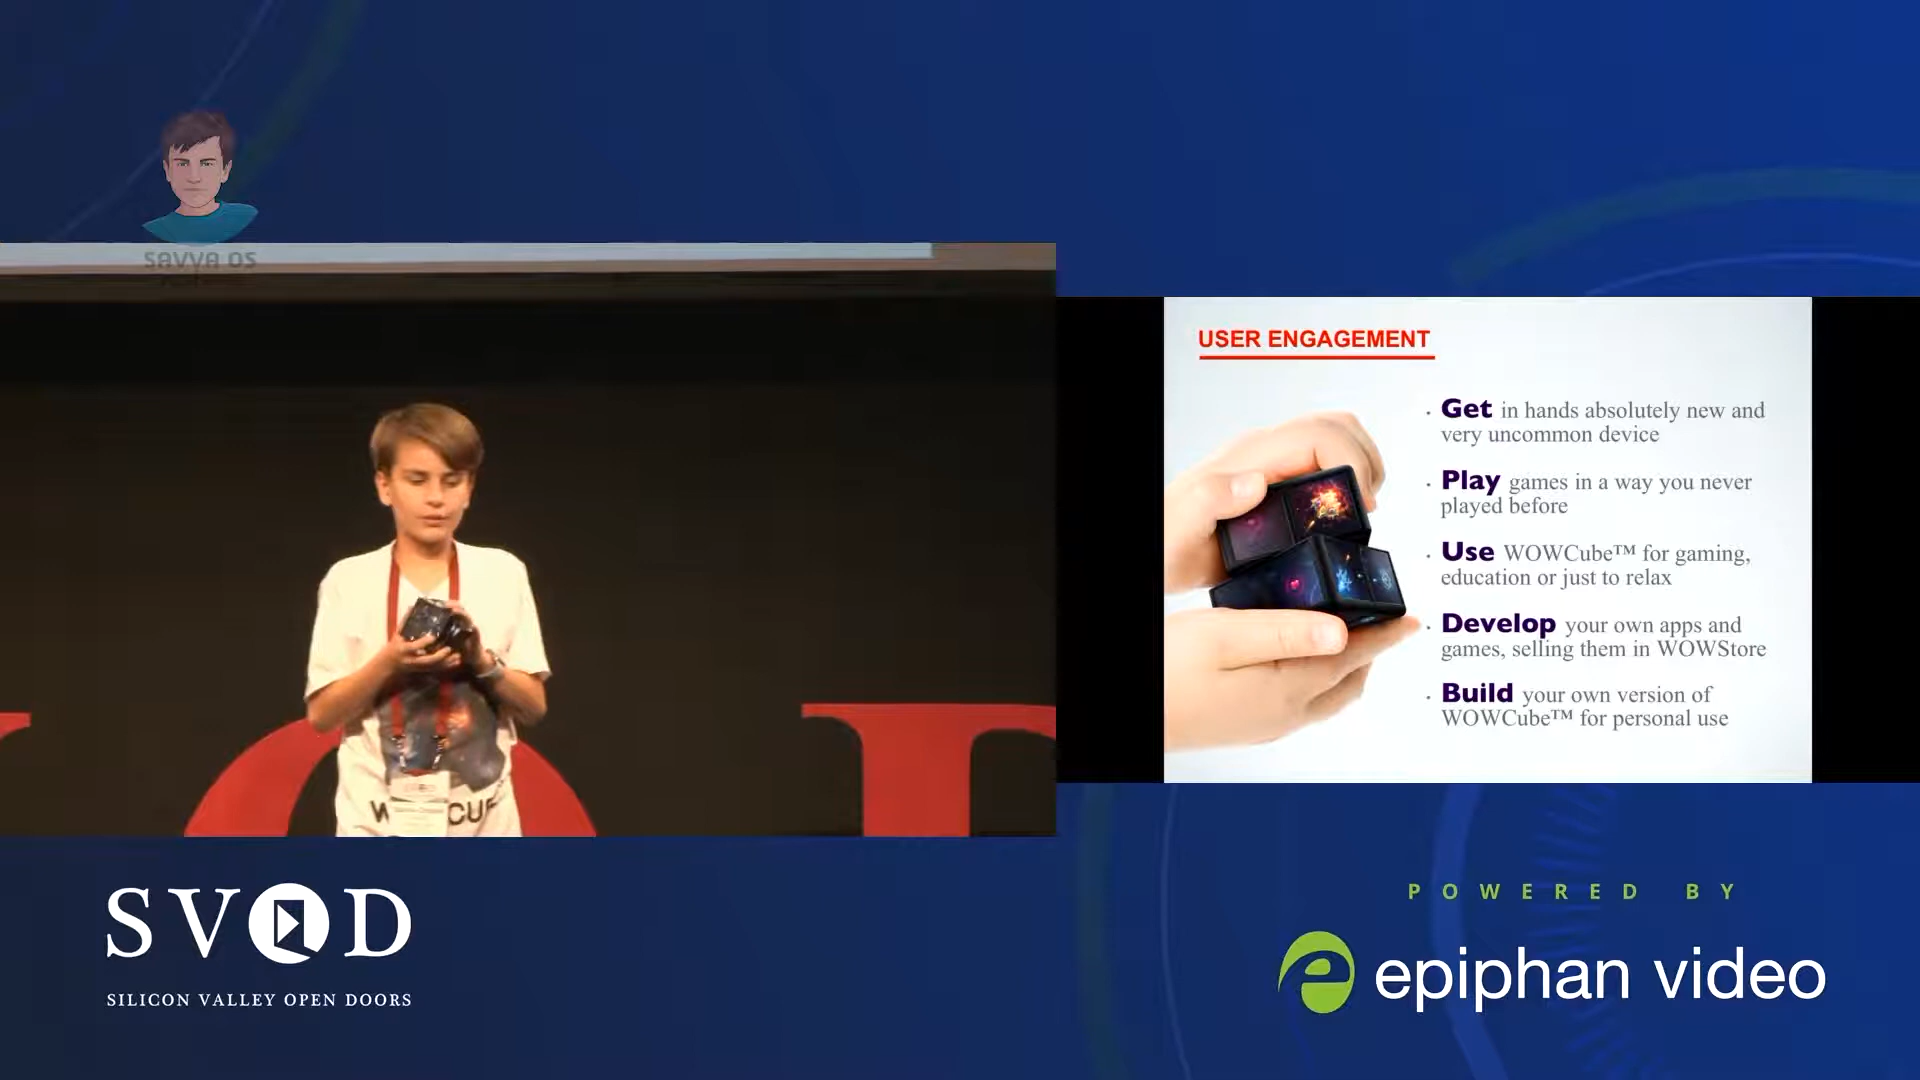 SAVVA OS
USER ENGAGEMENT
· Get in hands absolutely new and
very uncommon device
· Play games in a way you never
played before
· Use WOWCube™ for gaming,
education or just to relax
· Develop your own apps and
games, selling them in WOWStore
· Build your own version of
WOWCube™ for personal use
SVOD
SILICON VALLEY OPEN DOORS
POWERED BY
epiphan video